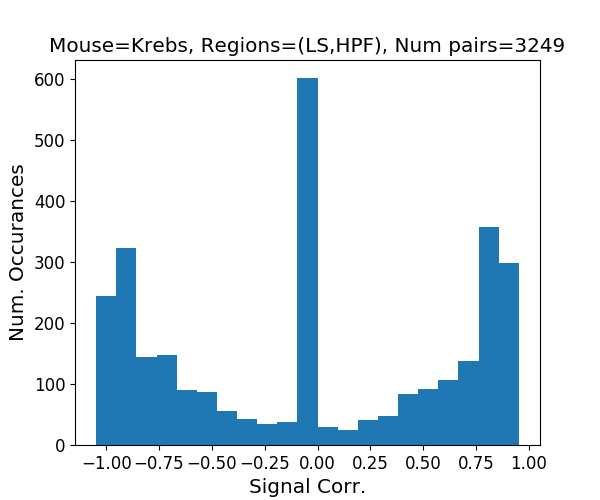 Mouse=Krebs, Regions=(LS,HPF), Num pairs=3249
600
500
400
300
200
100
0
Num. Occurances
−1.00 −0.75 −0.50 −0.25 0.00 0.25 0.50 0.75 1.00
Signal Corr.